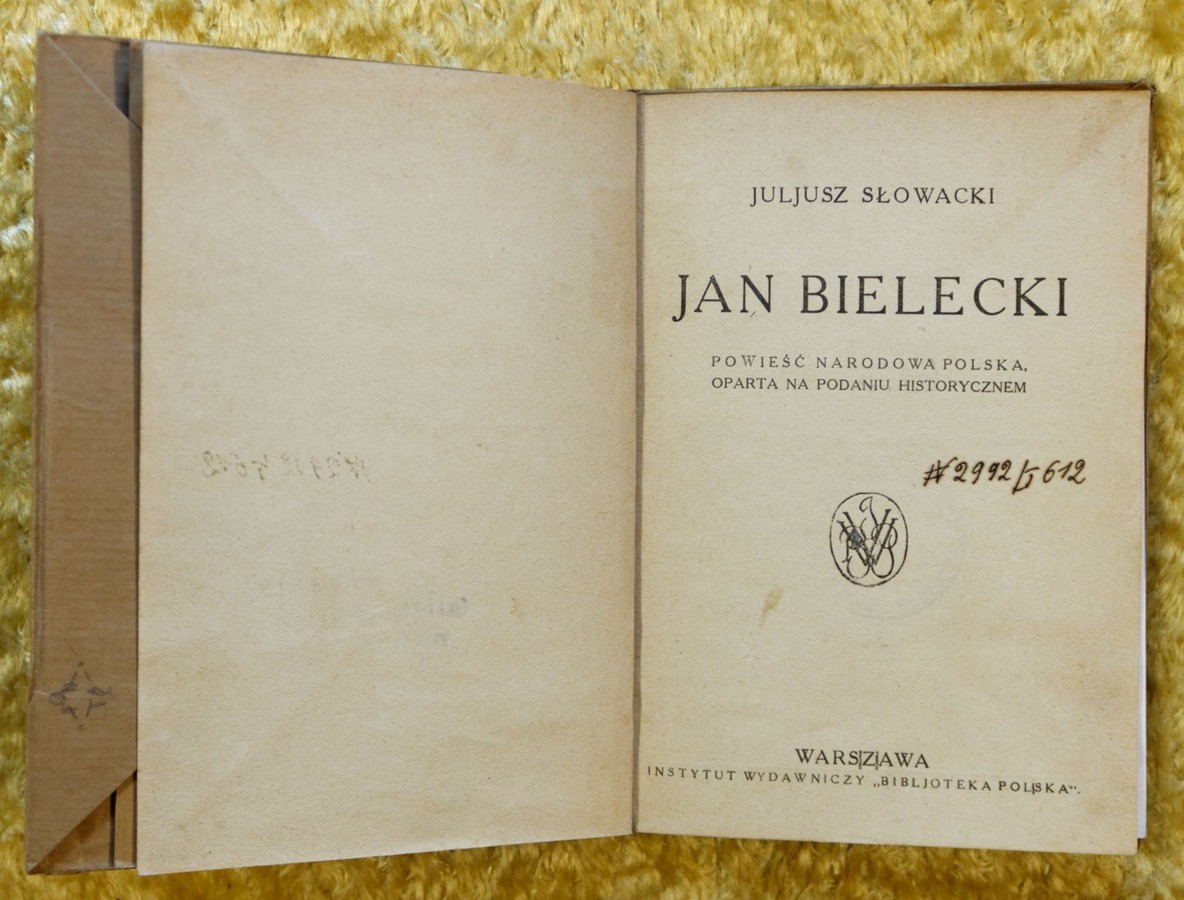 JULJUSZ SŁOWACKI
JAN BIELECKI
POWIEŚĆ NARODOWA POLSKA,
OPARTA NA PODANIU HISTORYCZNEM
2992 612
WARSZAWA
INSTYTUT WYDAWNICZY „BIBLJOTEKA POLSKA".